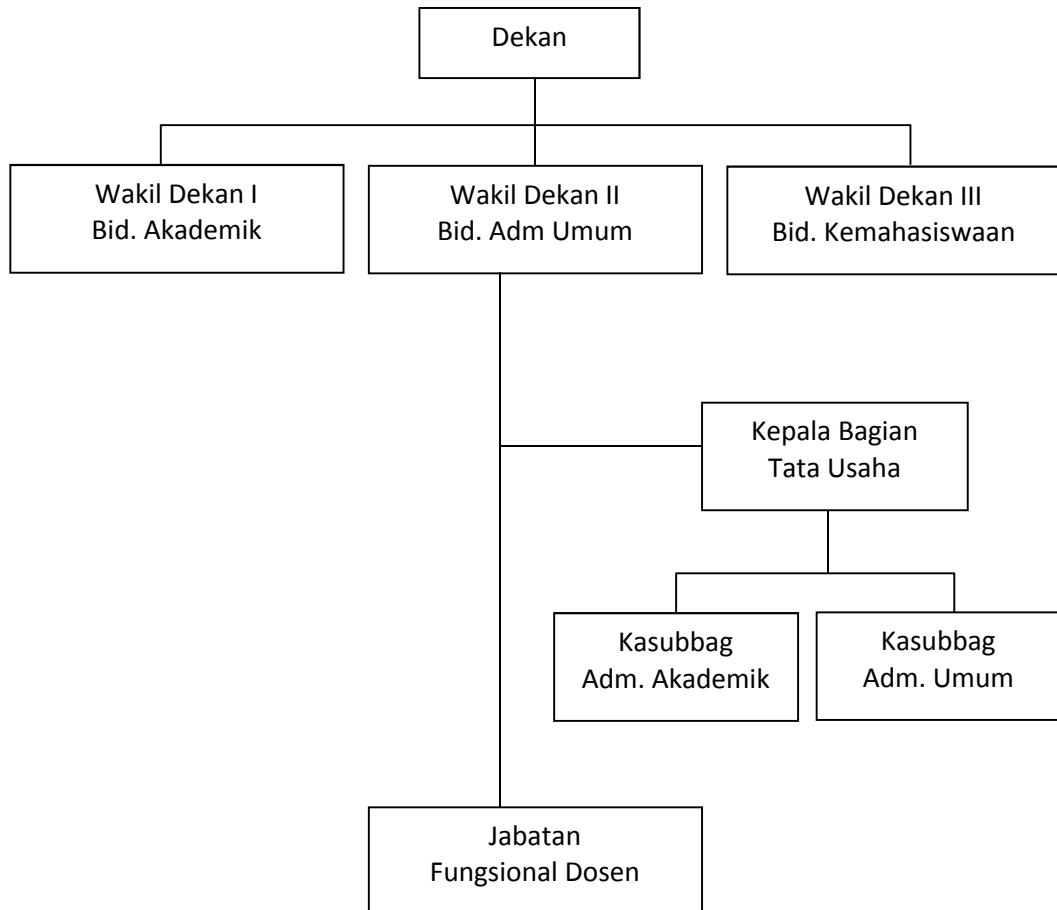 Dekan
Wakil Dekan I
Bid. Akademik
Wakil Dekan II
Bid. Adm Umum
Wakil Dekan III
Bid. Kemahasiswaan
Kepala Bagian
Tata Usaha
Kasubbag
Adm. Akademik
Kasubbag
Adm. Umum
Jabatan
Fungsional Dosen